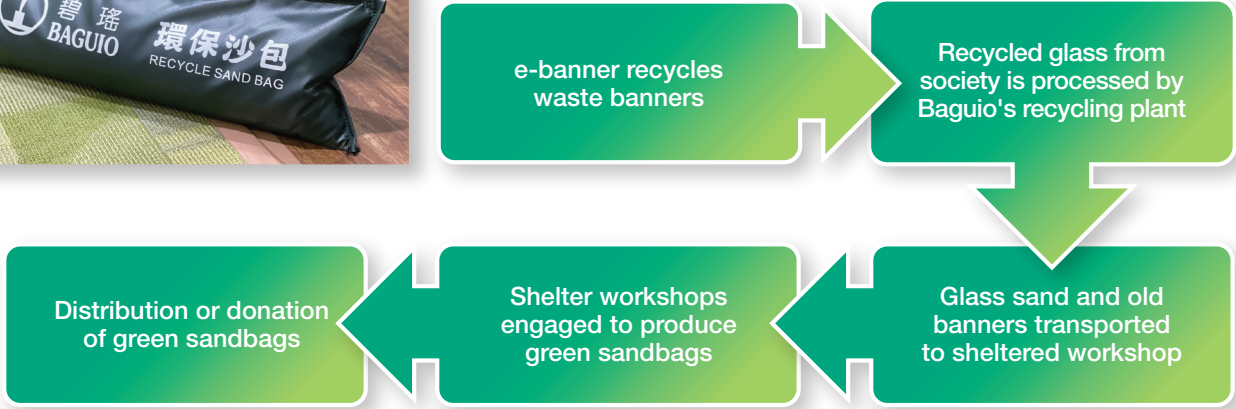 碧瑤
BAGUIO
環保沙包
RECYCLE SAND BAG
e-banner recycles
waste banners
Recycled glass from
society is processed by
Baguio's recycling plant
Glass sand and old
banners transported
to sheltered workshop
Shelter workshops
engaged to produce
green sandbags
Distribution or donation
of green sandbags